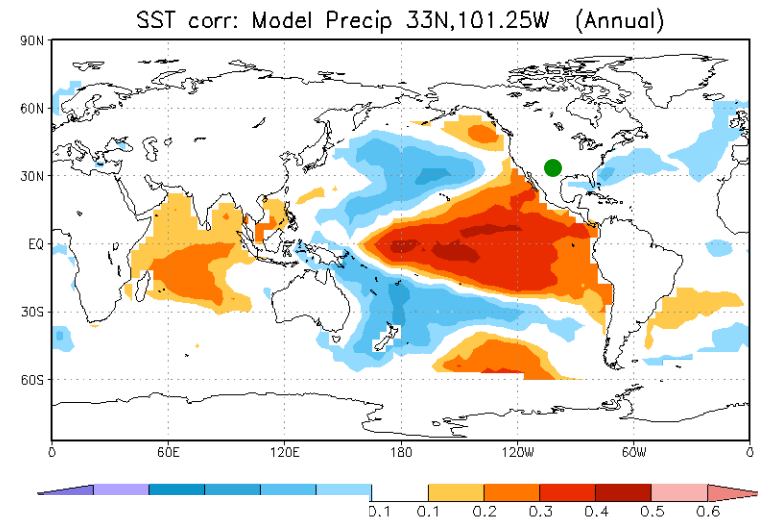 SST corr: Model Precip 33N,101.25W (Annual)
90N
60N
30N
EQ
30S
60S
0 60E 120E 180 120W 60W 0
0.1 0.1 0.2 0.3 0.4 0.5 0.6